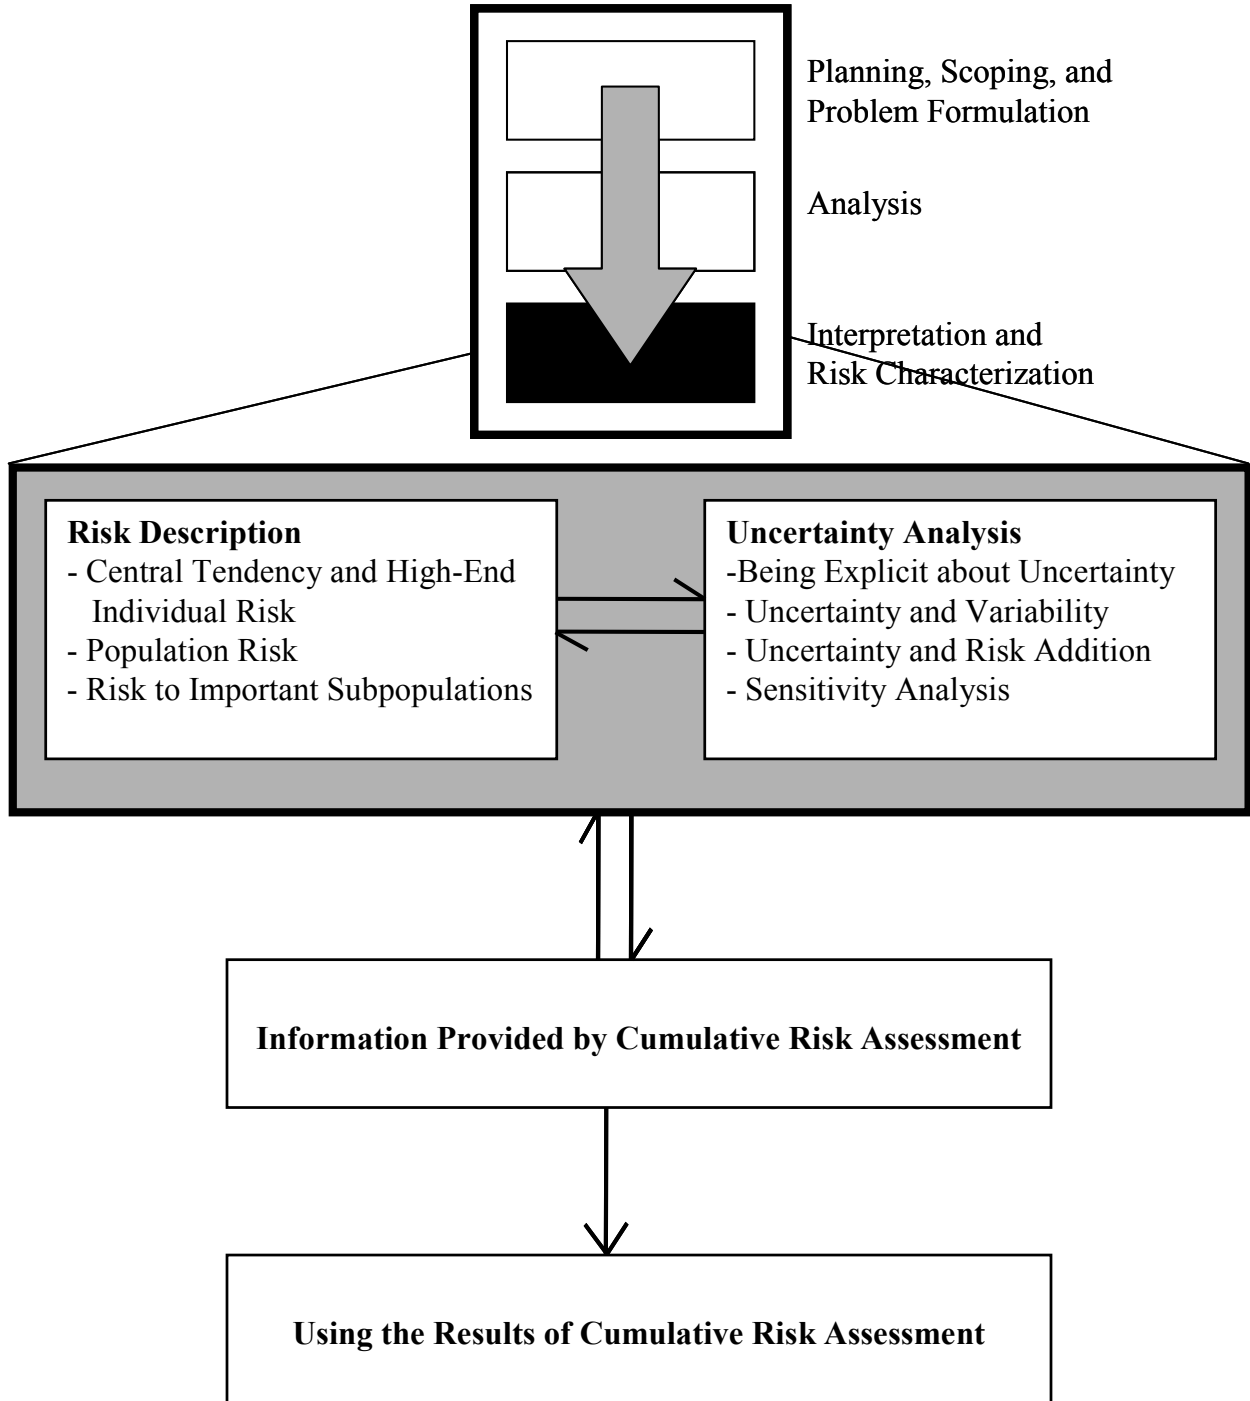 Planning, Scoping, and
Problem Formulation
Analysis
Interpretation and
Risk Characterization
Risk Description
- Central Tendency and High-End
Individual Risk
- Population Risk
- Risk to Important Subpopulations
Uncertainty Analysis
-Being Explicit about Uncertainty
- Uncertainty and Variability
- Uncertainty and Risk Addition
- Sensitivity Analysis
Information Provided by Cumulative Risk Assessment
Using the Results of Cumulative Risk Assessment